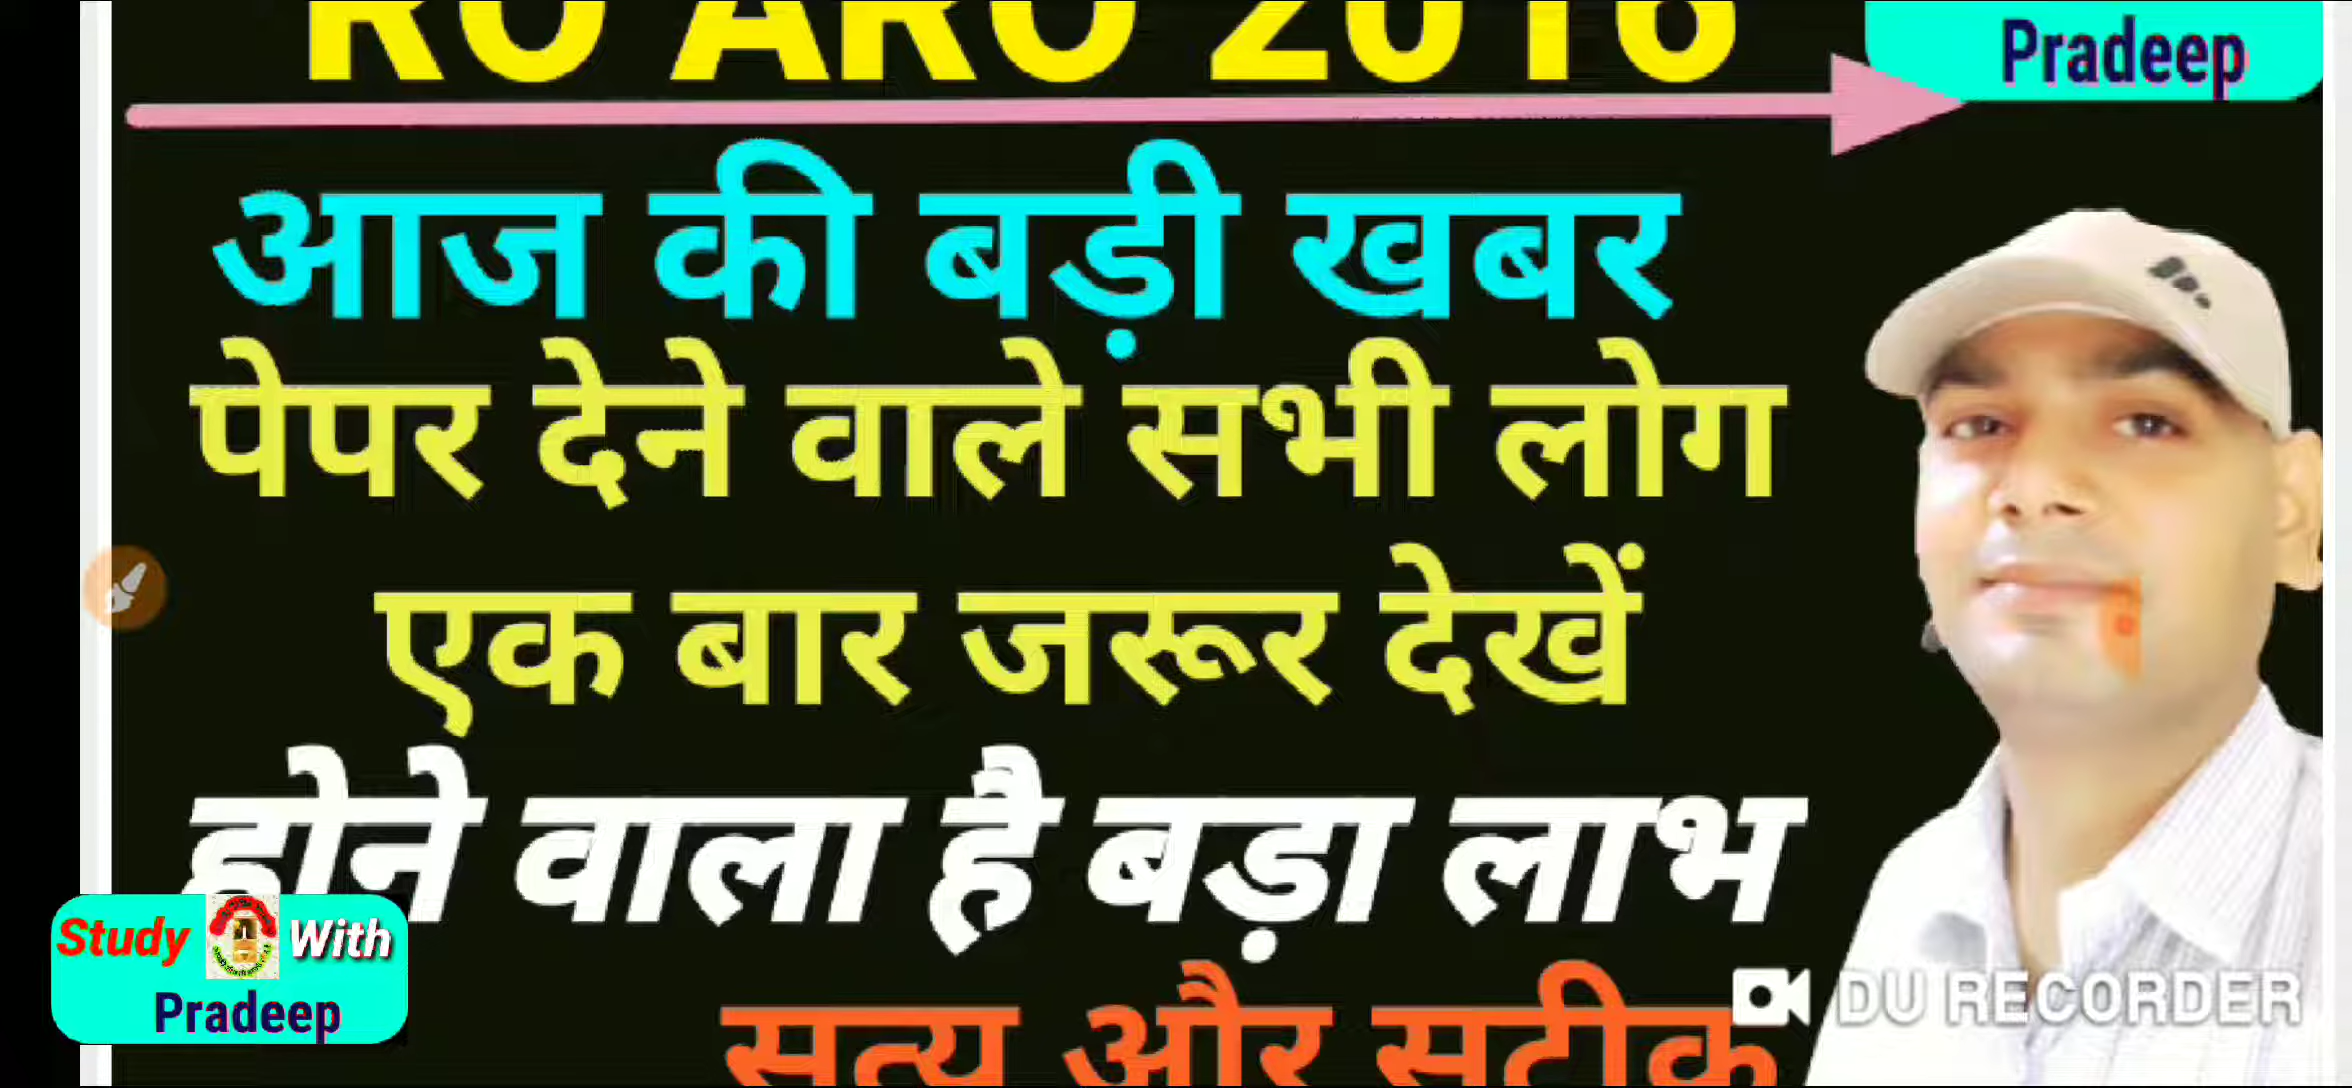 RO ARO 2016
Pradeep
आज की बड़ी खबर
पेपर देने वाले सभी लोग
एक बार जरूर देखें
होने वाला है बड़ा लाभ
सत्य और सटीक
Study With
Pradeep
DU RECORDER